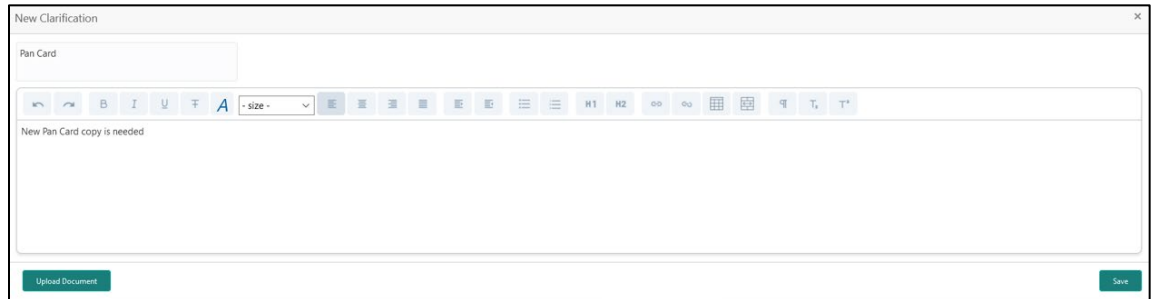 New Clarification ×
Pan Card
B I U T A - size - H1 H2 ¶ T, T+
New Pan Card copy is needed
Upload Document Save